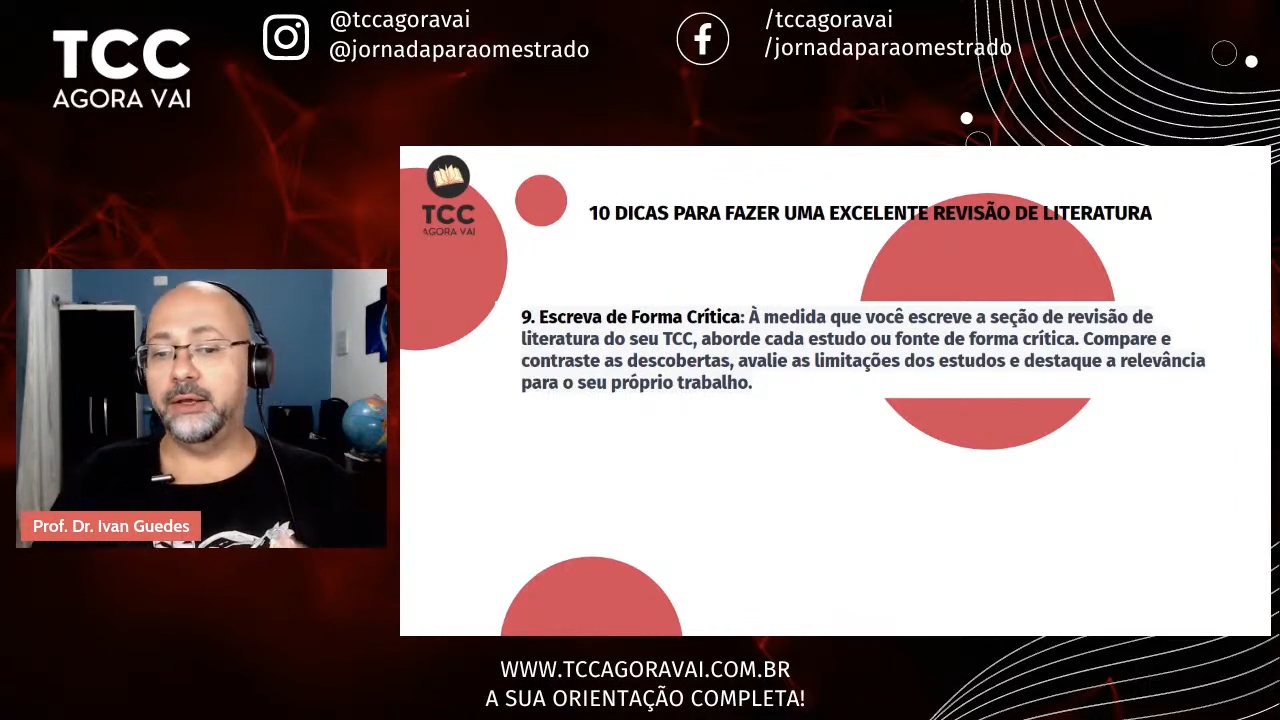 TCC
AGORA VAI
@tccagoravai
@jornadaparaomestrado
/tccagoravai
/jornadaparaomestrado
TCC
AGORA VAI
10 DICAS PARA FAZER UMA EXCELENTE REVISÃO DE LITERATURA
9. Escreva de Forma Crítica: À medida que você escreve a seção de revisão de
literatura do seu TCC, aborde cada estudo ou fonte de forma crítica. Compare e
contraste as descobertas, avalie as limitações dos estudos e destaque a relevância
para o seu próprio trabalho.
Prof. Dr. Ivan Guedes
WWW.TCCAGORAVAI.COM.BR
A SUA ORIENTAÇÃO COMPLETA!